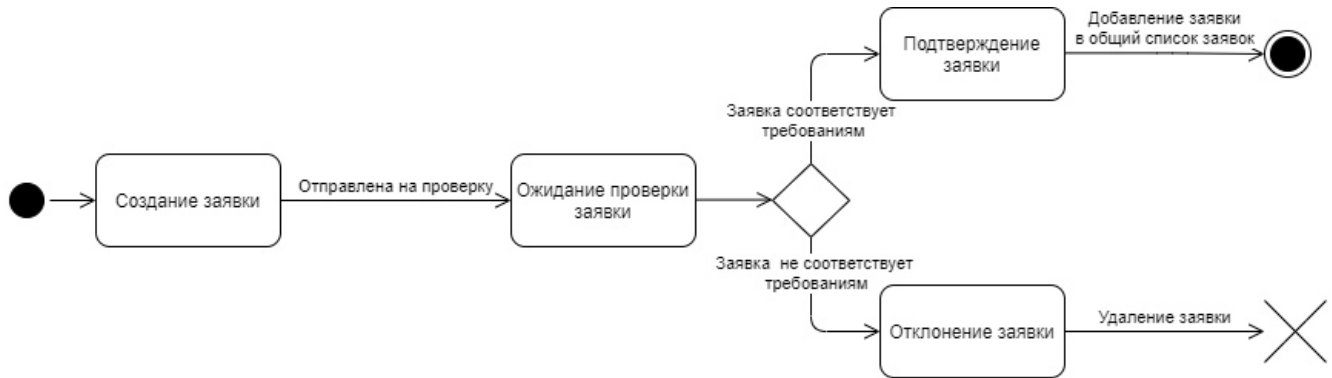 Добавление заявки
в общий список заявок
Подтверждение
заявки
Заявка соответствует
требованиям
Создание заявки
Отправлена на проверку
Ожидание проверки
заявки
Заявка не соответствует
требованиям
Отклонение заявки
Удаление заявки